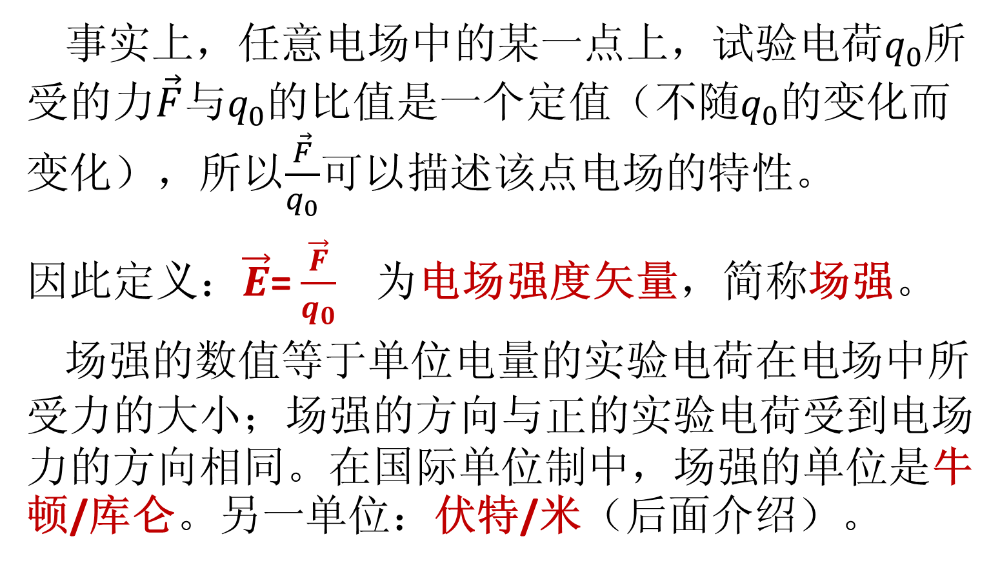 事实上，任意电场中的某一点上，试验电荷$q_0$所
受的力$\vec{F}$与$q_0$的比值是一个定值（不随$q_0$的变化而
变化），所以$\frac{\vec{F}}{q_0}$可以描述该点电场的特性。
因此定义：$\vec{E}=\frac{\vec{F}}{q_0}$ 为电场强度矢量，简称场强。
场强的数值等于单位电量的实验电荷在电场中所
受力的大小；场强的方向与正的实验电荷受到电场
力的方向相同。在国际单位制中，场强的单位是牛
顿/库仑。另一单位：伏特/米（后面介绍）。